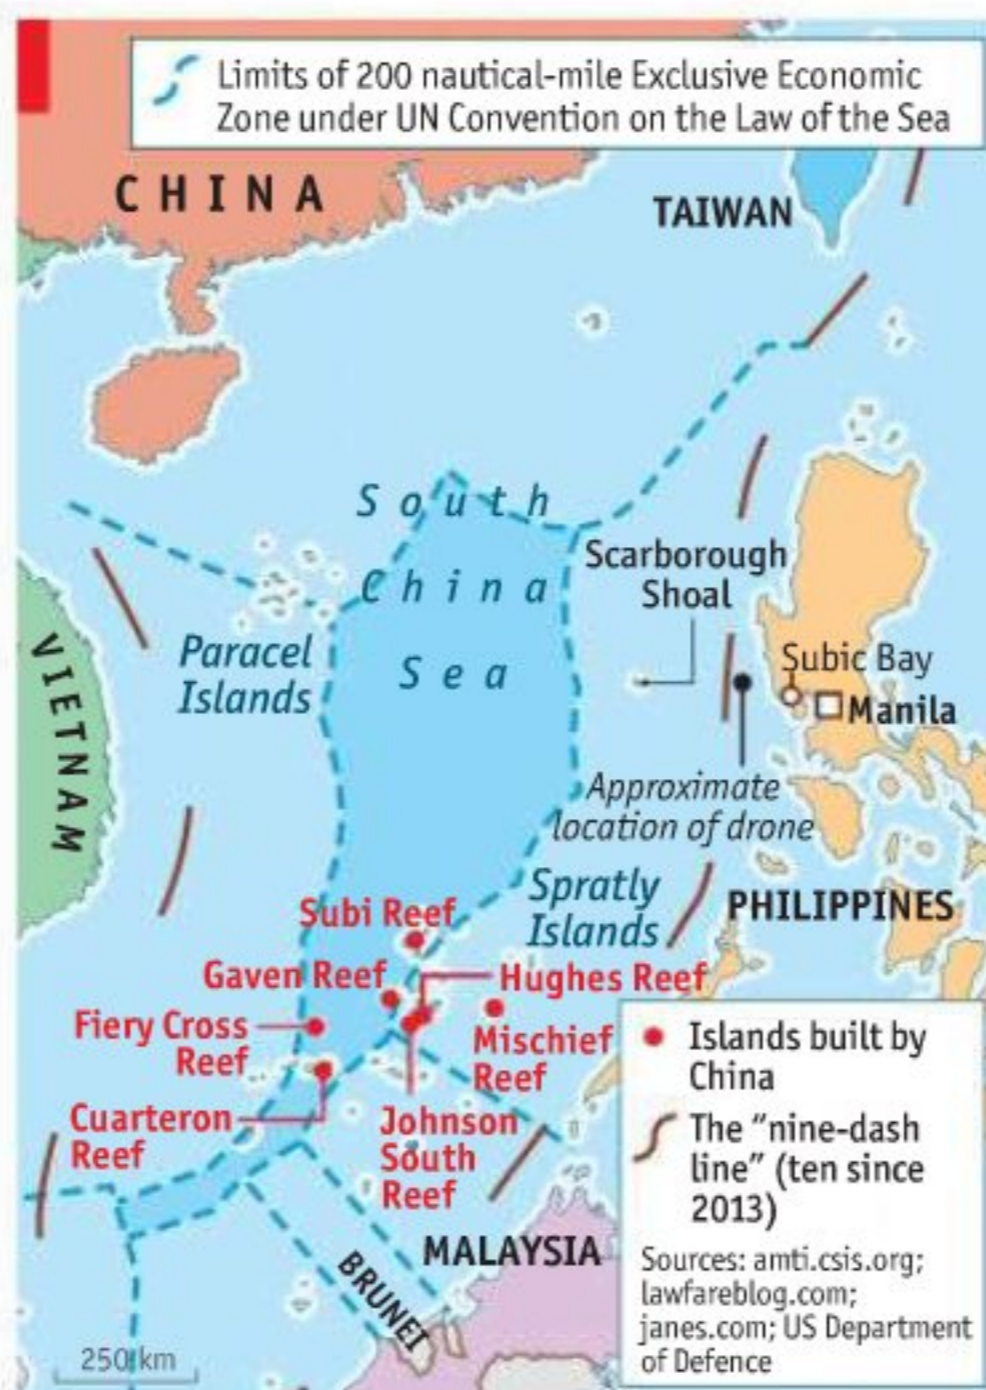 Limits of 200 nautical-mile Exclusive Economic
Zone under UN Convention on the Law of the Sea
CHINA
TAIWAN
South
China
Sea
Scarborough
Shoal
Paracel
Islands
VIETNAM
Subic Bay
Manila
Approximate
location of drone
Spratly
Islands
PHILIPPINES
Subi Reef
Gaven Reef
Hughes Reef
Fiery Cross
Reef
Mischief
Reef
Cuarteron
Reef
Johnson
South
Reef
MALAYSIA
BRUNEI
250 km
Islands built by
China
The “nine-dash
line” (ten since
2013)
Sources: amti.csis.org;
lawfareblog.com;
janes.com; US Department
of Defence